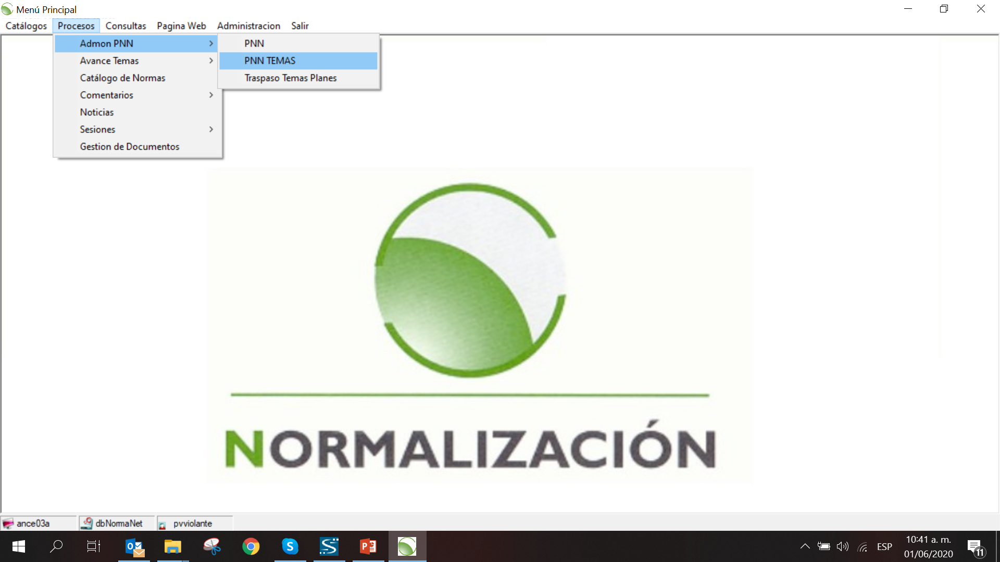 Menú Principal
Catálogos Procesos Consultas Pagina Web Administracion Salir
Admon PNN
Avance Temas
Catálogo de Normas
Comentarios
Noticias
Sesiones
Gestion de Documentos
PNN
PNN TEMAS
Traspaso Temas Planes
NORMALIZACIÓN
ance03a dbNormaNet pvviolante
ESP
10:41 a. m.
01/06/2020
11